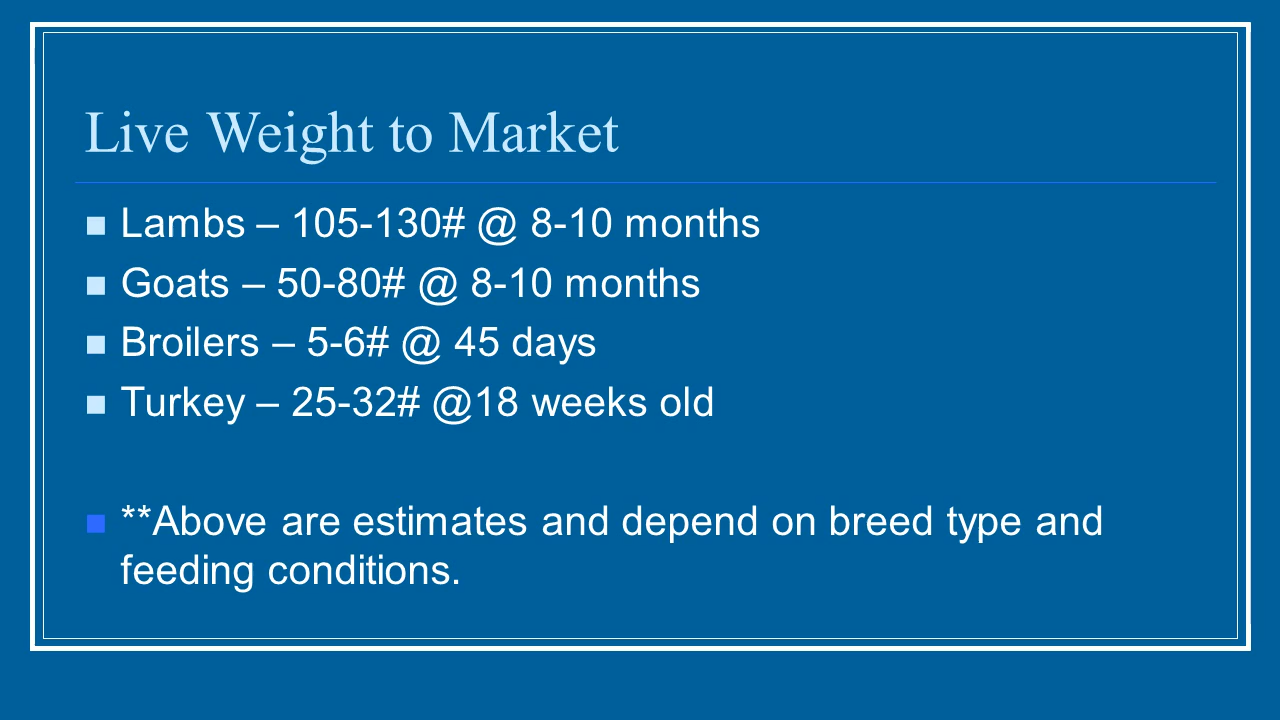 Live Weight to Market
Lambs – 105-130# @ 8-10 months
Goats – 50-80# @ 8-10 months
Broilers – 5-6# @ 45 days
Turkey – 25-32# @18 weeks old
**Above are estimates and depend on breed type and
feeding conditions.